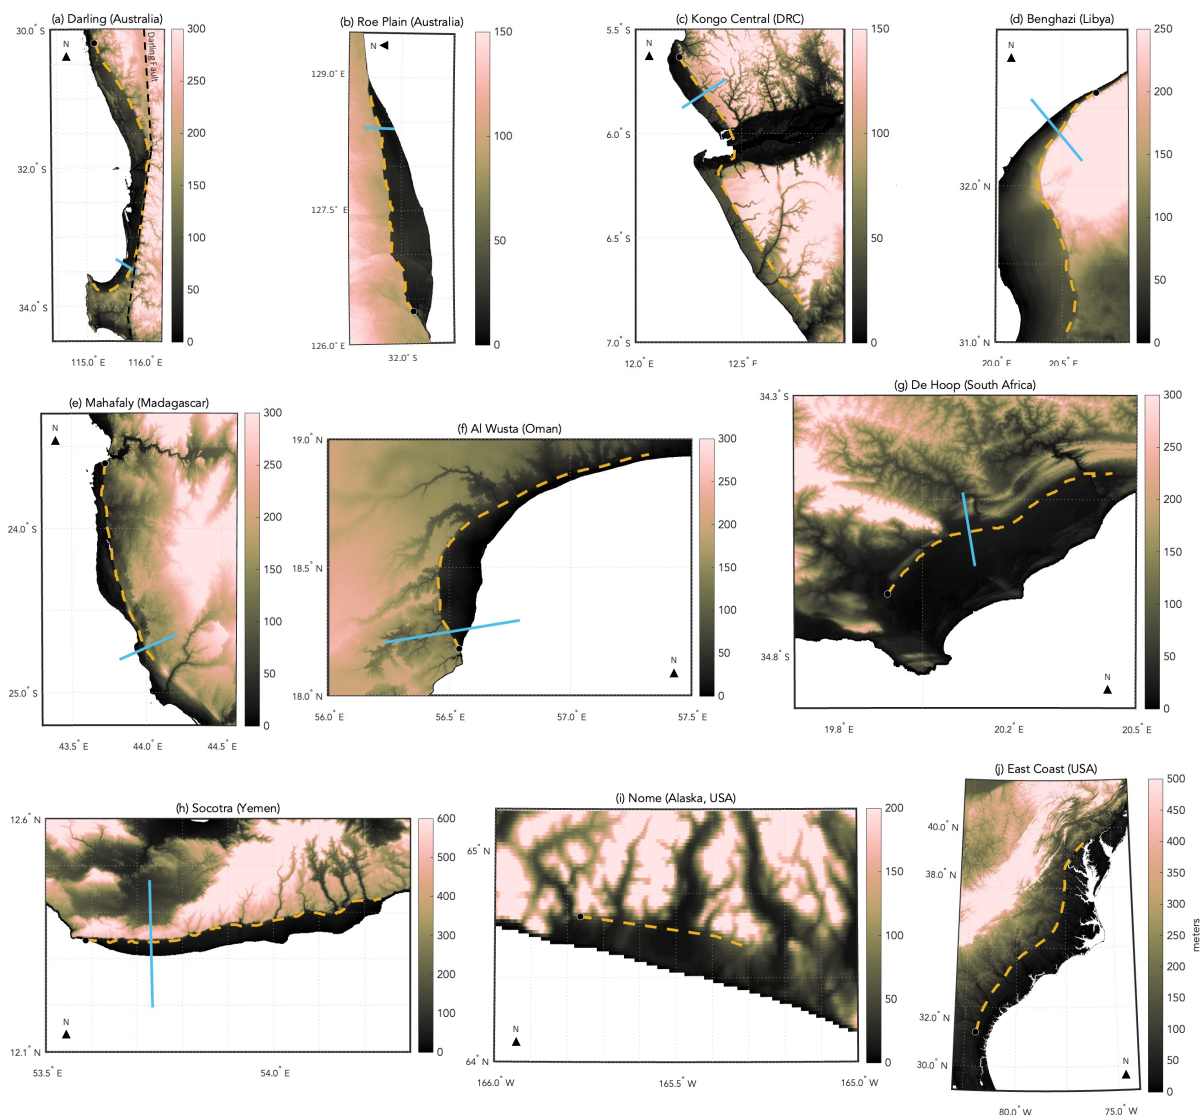 (a) Darling (Australia)
30.0° S
32.0° S
34.0° S
115.0° E
116.0° E
N
Darling Fault
300
250
200
150
100
50
0
(b) Roe Plain (Australia)
N
129.0° E
127.5° E
126.0° E
32.0° S
150
100
50
0
(c) Kongo Central (DRC)
5.5° S
6.0° S
6.5° S
7.0° S
12.0° E
12.5° E
N
150
100
50
0
(d) Benghazi (Libya)
N
32.0° N
31.0° N
20.0° E
20.5° E
250
200
150
100
50
0
(e) Mahafaly (Madagascar)
N
24.0° S
25.0° S
43.5° E
44.0° E
44.5° E
300
250
200
150
100
50
0
(f) Al Wusta (Oman)
19.0° N
18.5° N
18.0° N
56.0° E
56.5° E
57.0° E
57.5° E
N
300
250
200
150
100
50
0
(g) De Hoop (South Africa)
34.3° S
34.8° S
19.8° E
20.2° E
20.5° E
N
300
250
200
150
100
50
0
(h) Socotra (Yemen)
12.6° N
12.1° N
53.5° E
54.0° E
N
600
500
400
300
200
100
0
(i) Nome (Alaska, USA)
65° N
64° N
166.0° W
165.5° W
165.0° W
N
200
150
100
50
0
(j) East Coast (USA)
40.0° N
38.0° N
32.0° N
30.0° N
80.0° W
75.0° W
N
500
450
400
350
300
250
200
150
100
50
0
meters